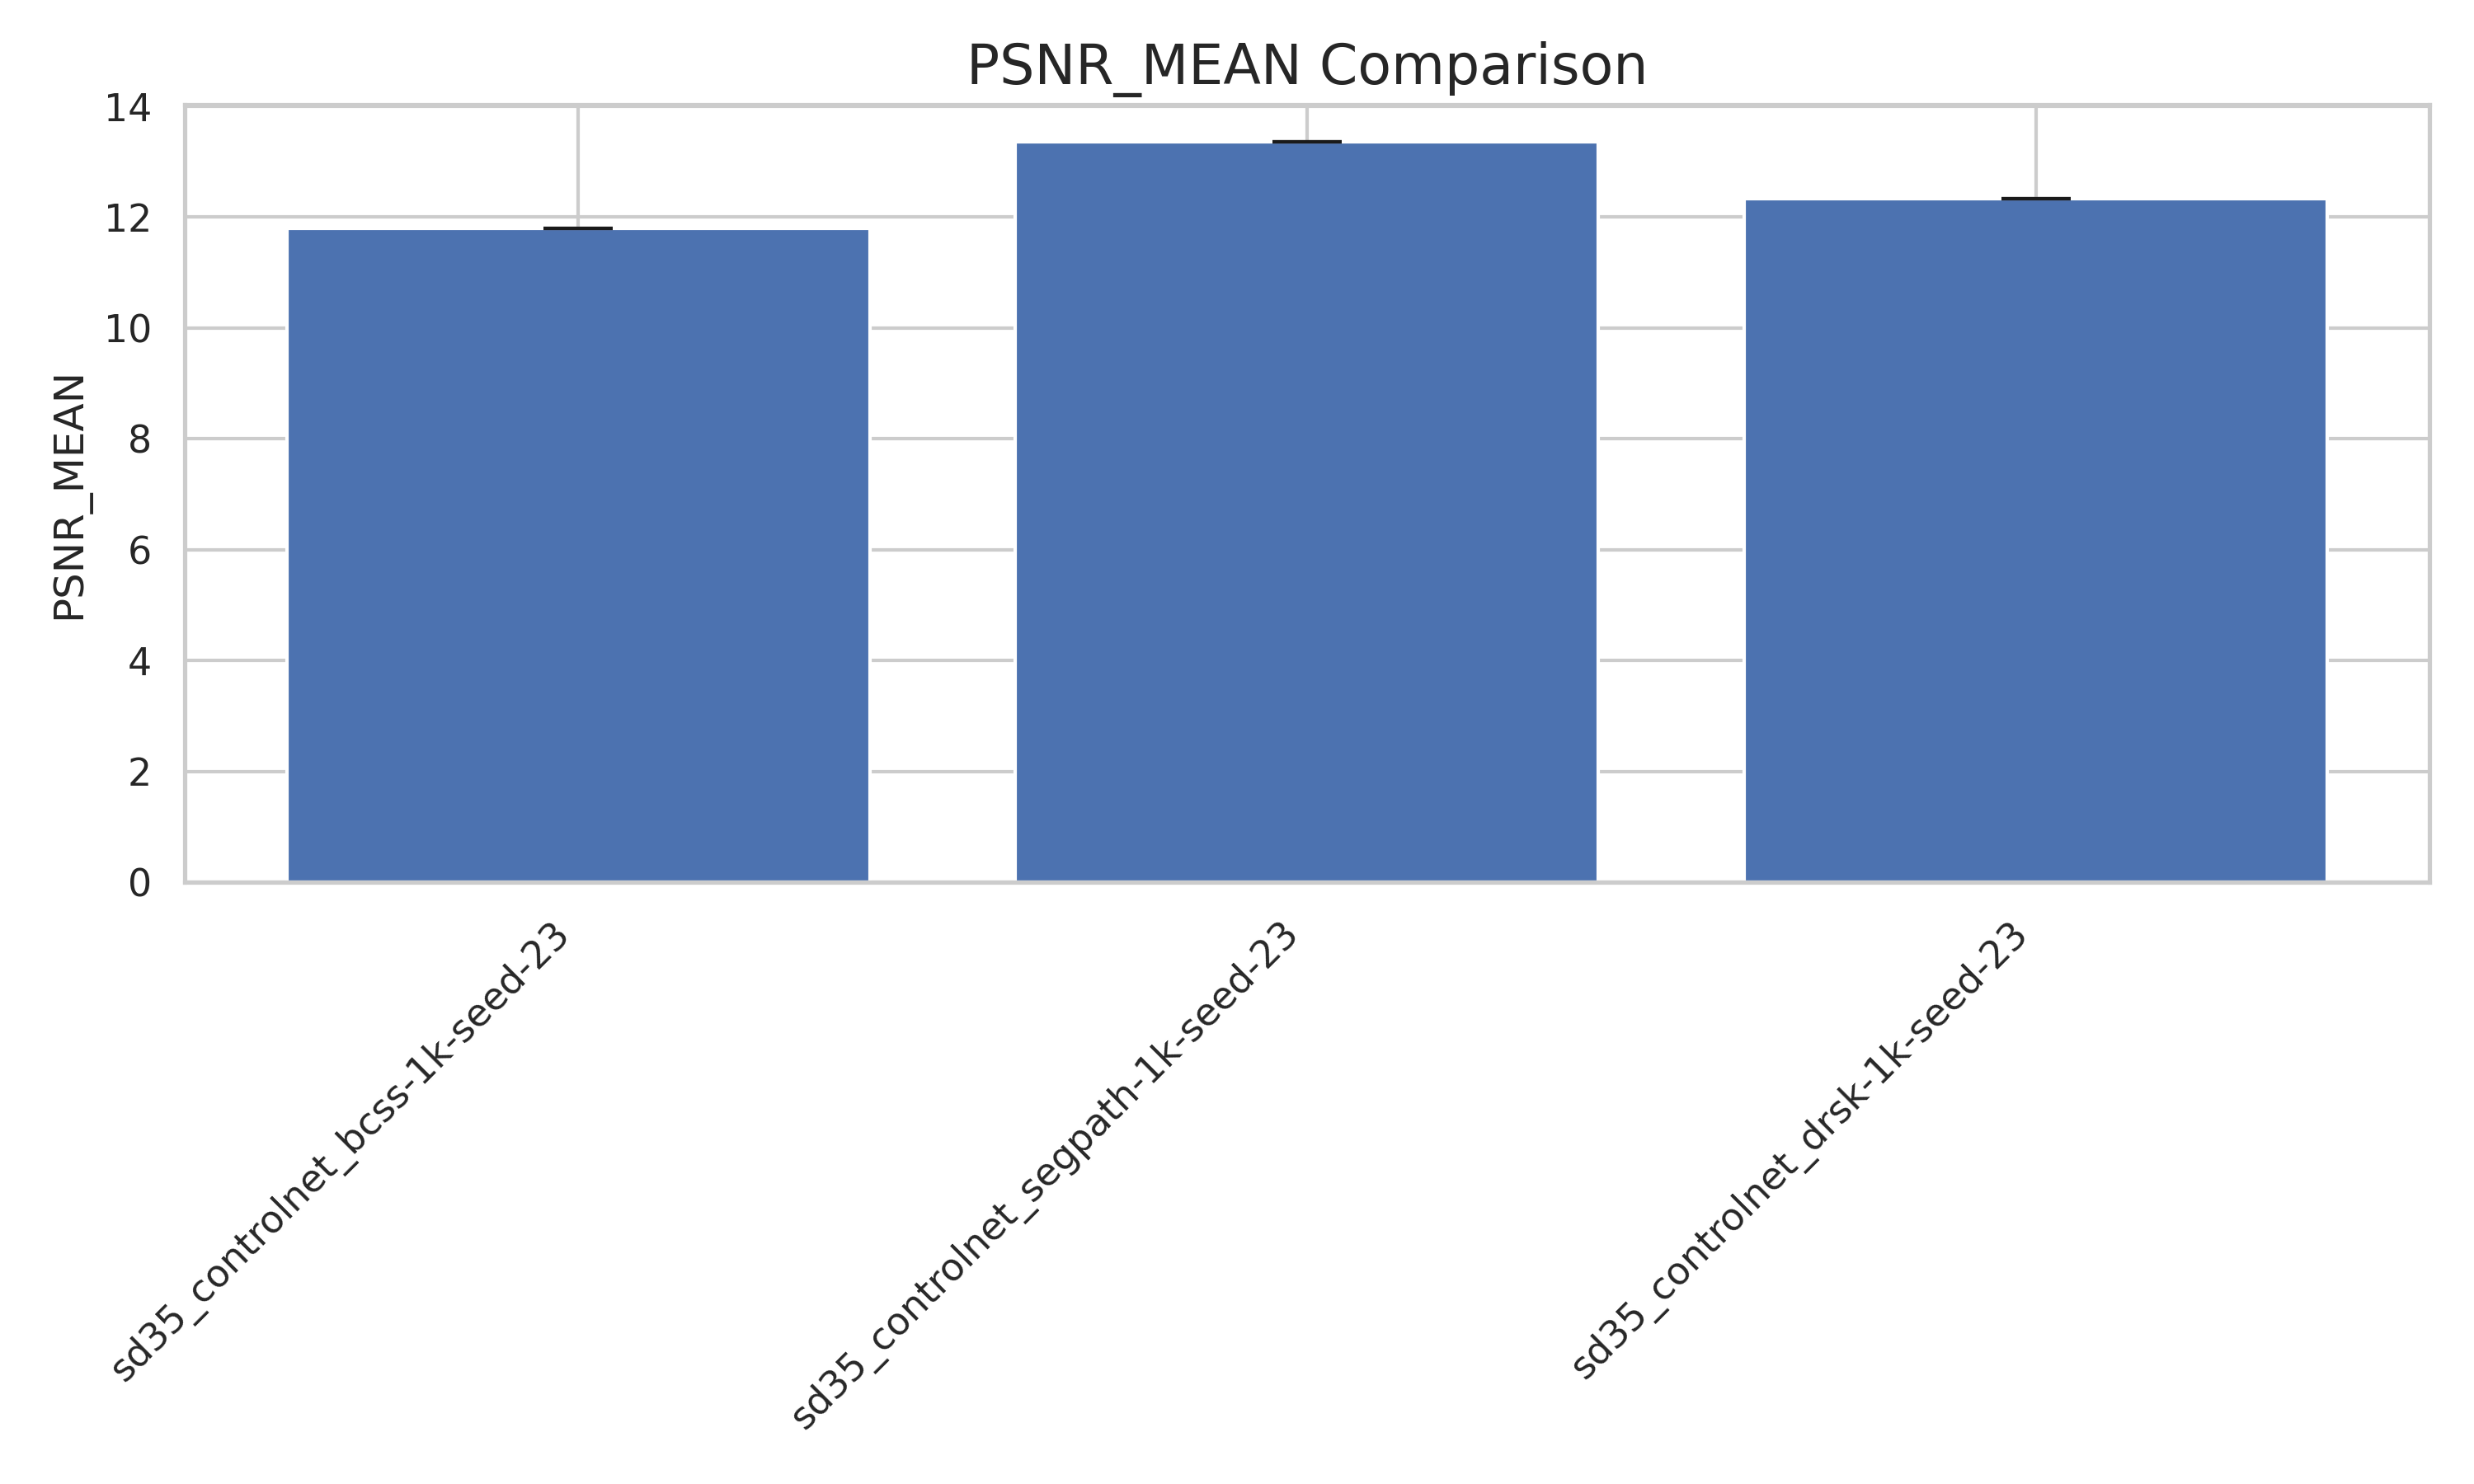 PSNR_MEAN Comparison
PSNR_MEAN
14
12
10
8
6
4
2
0
sd35_controlnet_bcss-1k-seed-23
sd35_controlnet_segpath-1k-seed-23
sd35_controlnet_drsk-1k-seed-23